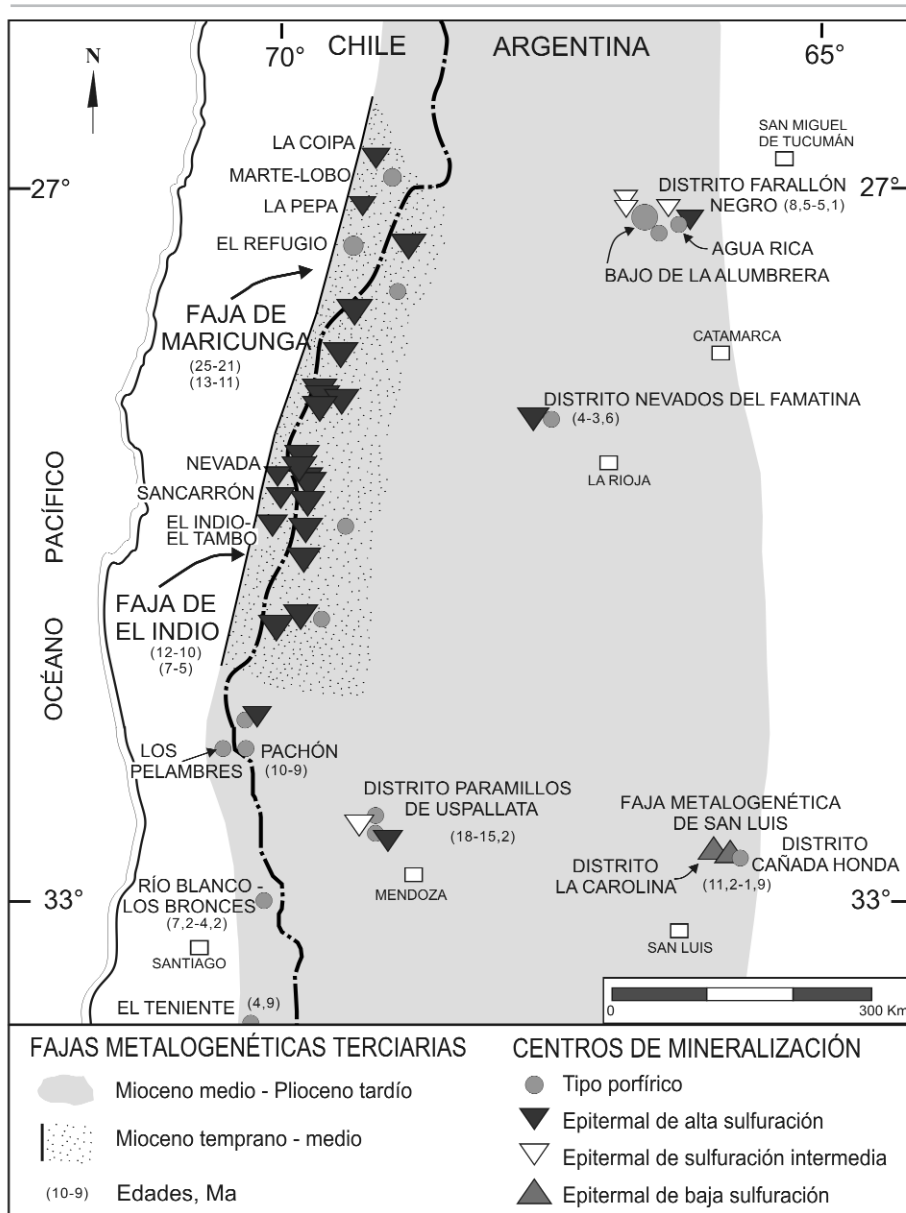 70°
CHILE
ARGENTINA
65°
N
LA COIPA
SAN MIGUEL
DE TUCUMÁN
MARTE-LOBO
27°
27°
LA PEPA
DISTRITO FARALLÓN
NEGRO (8,5-5,1)
EL REFUGIO
AGUA RICA
BAJO DE LA ALUMBRERA
FAJA DE
MARICUNGA
(25-21)
(13-11)
CATAMARCA
DISTRITO NEVADOS DEL FAMATINA
(4-3,6)
LA RIOJA
NEVADA
SANCARRÓN
EL INDIO-
EL TAMBO
OCÉANO PACÍFICO
FAJA DE
EL INDIO
(12-10)
(7-5)
LOS
PELAMBRES
PACHÓN
(10-9)
DISTRITO PARAMILLOS
DE USPALLATA
(18-15,2)
MENDOZA
FAJA METALOGENÉTICA
DE SAN LUIS
DISTRITO
LA CAROLINA
DISTRITO
CAÑADA HONDA
(11,2-1,9)
RÍO BLANCO -
LOS BRONCES
(7,2-4,2)
33°
33°
SANTIAGO
SAN LUIS
EL TENIENTE (4,9)
0 300 Km
FAJAS METALOGENÉTICAS TERCIARIAS
Mioceno medio - Plioceno tardío
Mioceno temprano - medio
(10-9) Edades, Ma
CENTROS DE MINERALIZACIÓN
Tipo porfírico
Epitermal de alta sulfuración
Epitermal de sulfuración intermedia
Epitermal de baja sulfuración